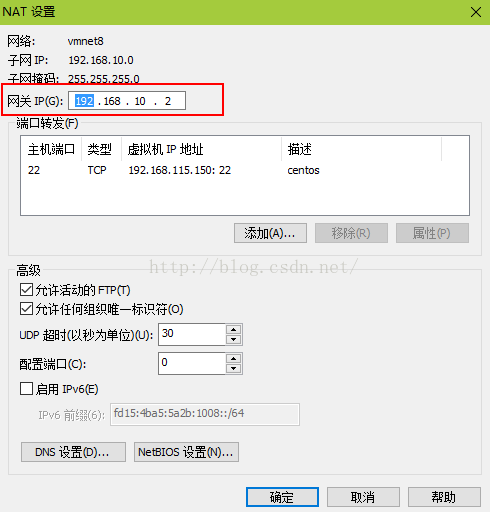 NAT 设置
网络: vmnet8
子网 IP: 192.168.10.0
子网掩码: 255.255.255.0
网关 IP(G): 192 . 168 . 10 . 2
端口转发(F)
主机端口 类型 虚拟机 IP 地址 描述
22 TCP 192.168.115.150: 22 centos
添加(A)... 移除(R) 属性(P)
http://blog.csdn.net/
高级
允许活动的 FTP(T)
允许任何组织唯一标识符(O)
UDP 超时(以秒为单位)(U): 30
配置端口(C): 0
启用 IPv6(E)
IPv6 前缀(6): fd15:4ba5:5a2b:1008::/64
DNS 设置(D)... NetBIOS 设置(N)...
确定 取消 帮助